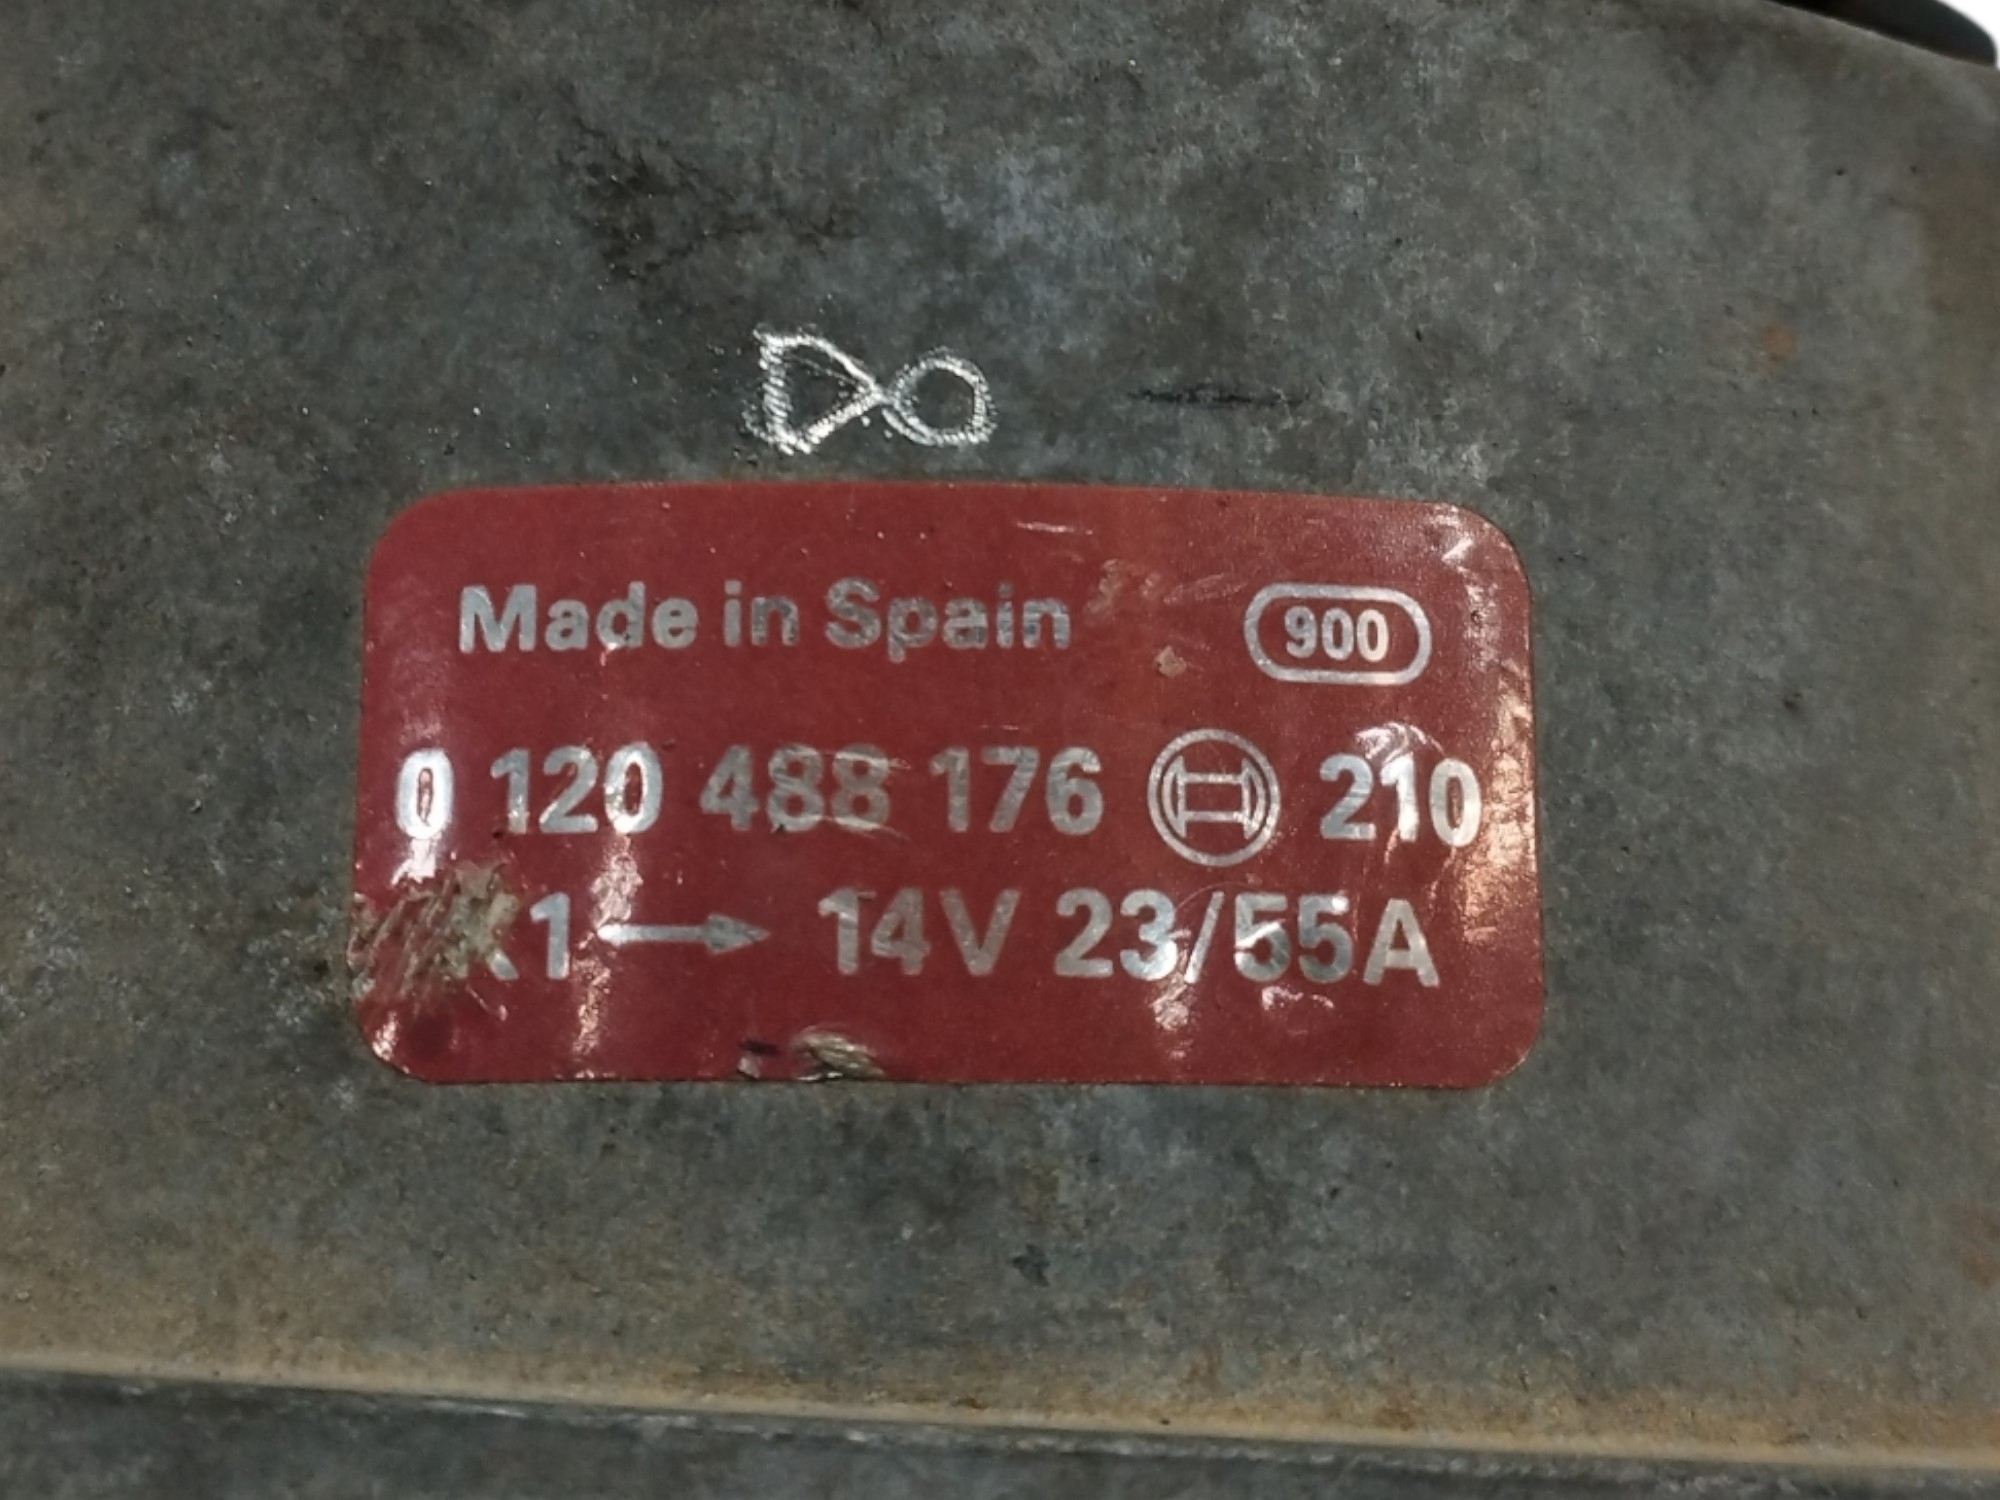 Made in Spain 900
0 120 488 176 210
K1 → 14V 23/55A